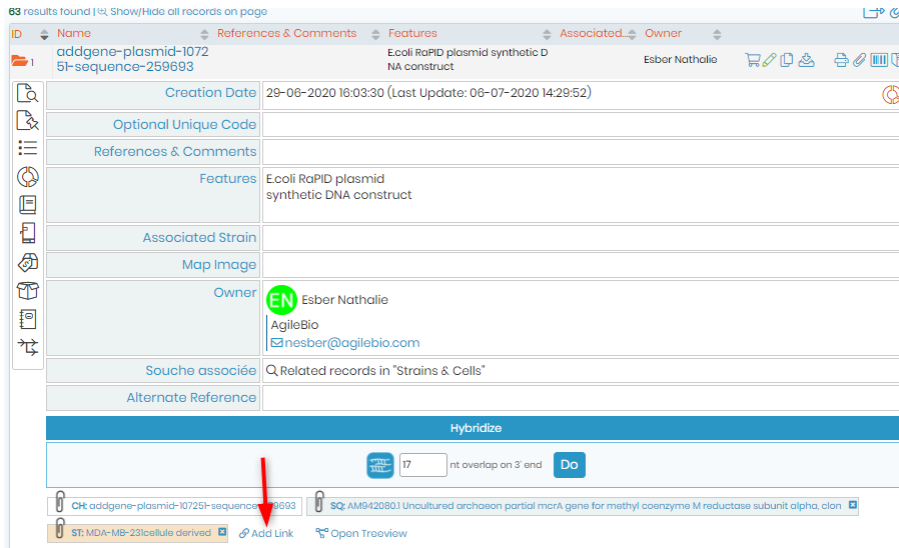 63 results found | Show/Hide all records on page
ID Name References & Comments Features Associated... Owner
1 addgene-plasmid-1072 E.coli RaPID plasmid synthetic D Esber Nathalie
51-sequence-259693 NA construct
Creation Date 29-06-2020 16:03:30 (Last Update: 06-07-2020 14:29:52)
Optional Unique Code
References & Comments
Features E.coli RaPID plasmid
synthetic DNA construct
Associated Strain
Map Image
Owner EN Esber Nathalie
AgileBio
nesber@agilebio.com
Souche associée Related records in "Strains & Cells"
Alternate Reference
Hybridize
17 nt overlap on 3' end Do
CH: addgene-plasmid-107251-sequence-259693 SQ: AM942080.1 Uncultured archaeon partial mcrA gene for methyl coenzyme M reductase subunit alpha, clon
ST: MDA-MB-231cellule derived Add Link Open Treeview